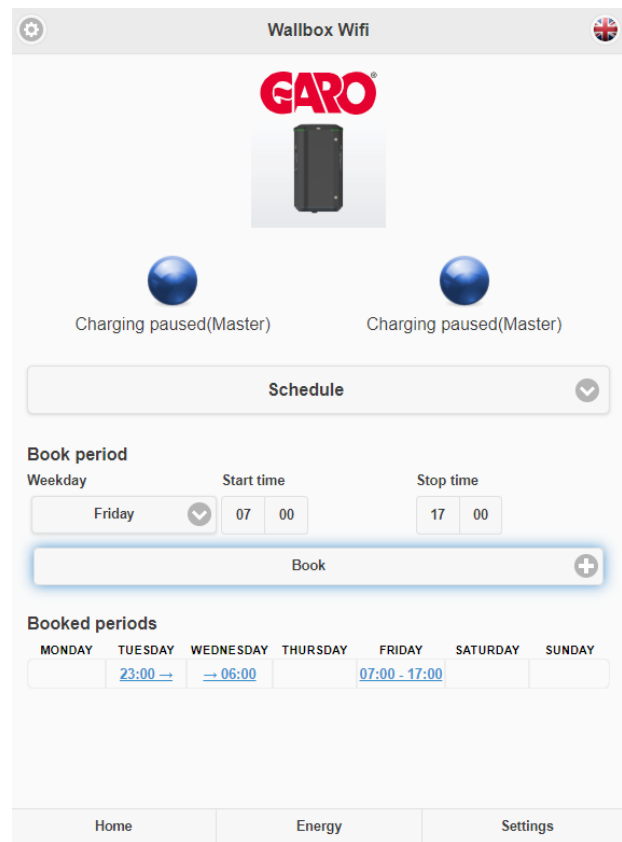 Wallbox Wifi
GARO®
Charging paused(Master) Charging paused(Master)
Schedule
Book period
Weekday Start time Stop time
Friday 07 00 17 00
Book
Booked periods
MONDAY TUESDAY WEDNESDAY THURSDAY FRIDAY SATURDAY SUNDAY
23:00 → → 06:00 07:00 - 17:00
Home Energy Settings